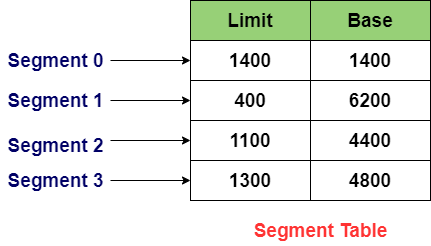 Limit Base
Segment 0 1400 1400
Segment 1 400 6200
Segment 2 1100 4400
Segment 3 1300 4800
Segment Table